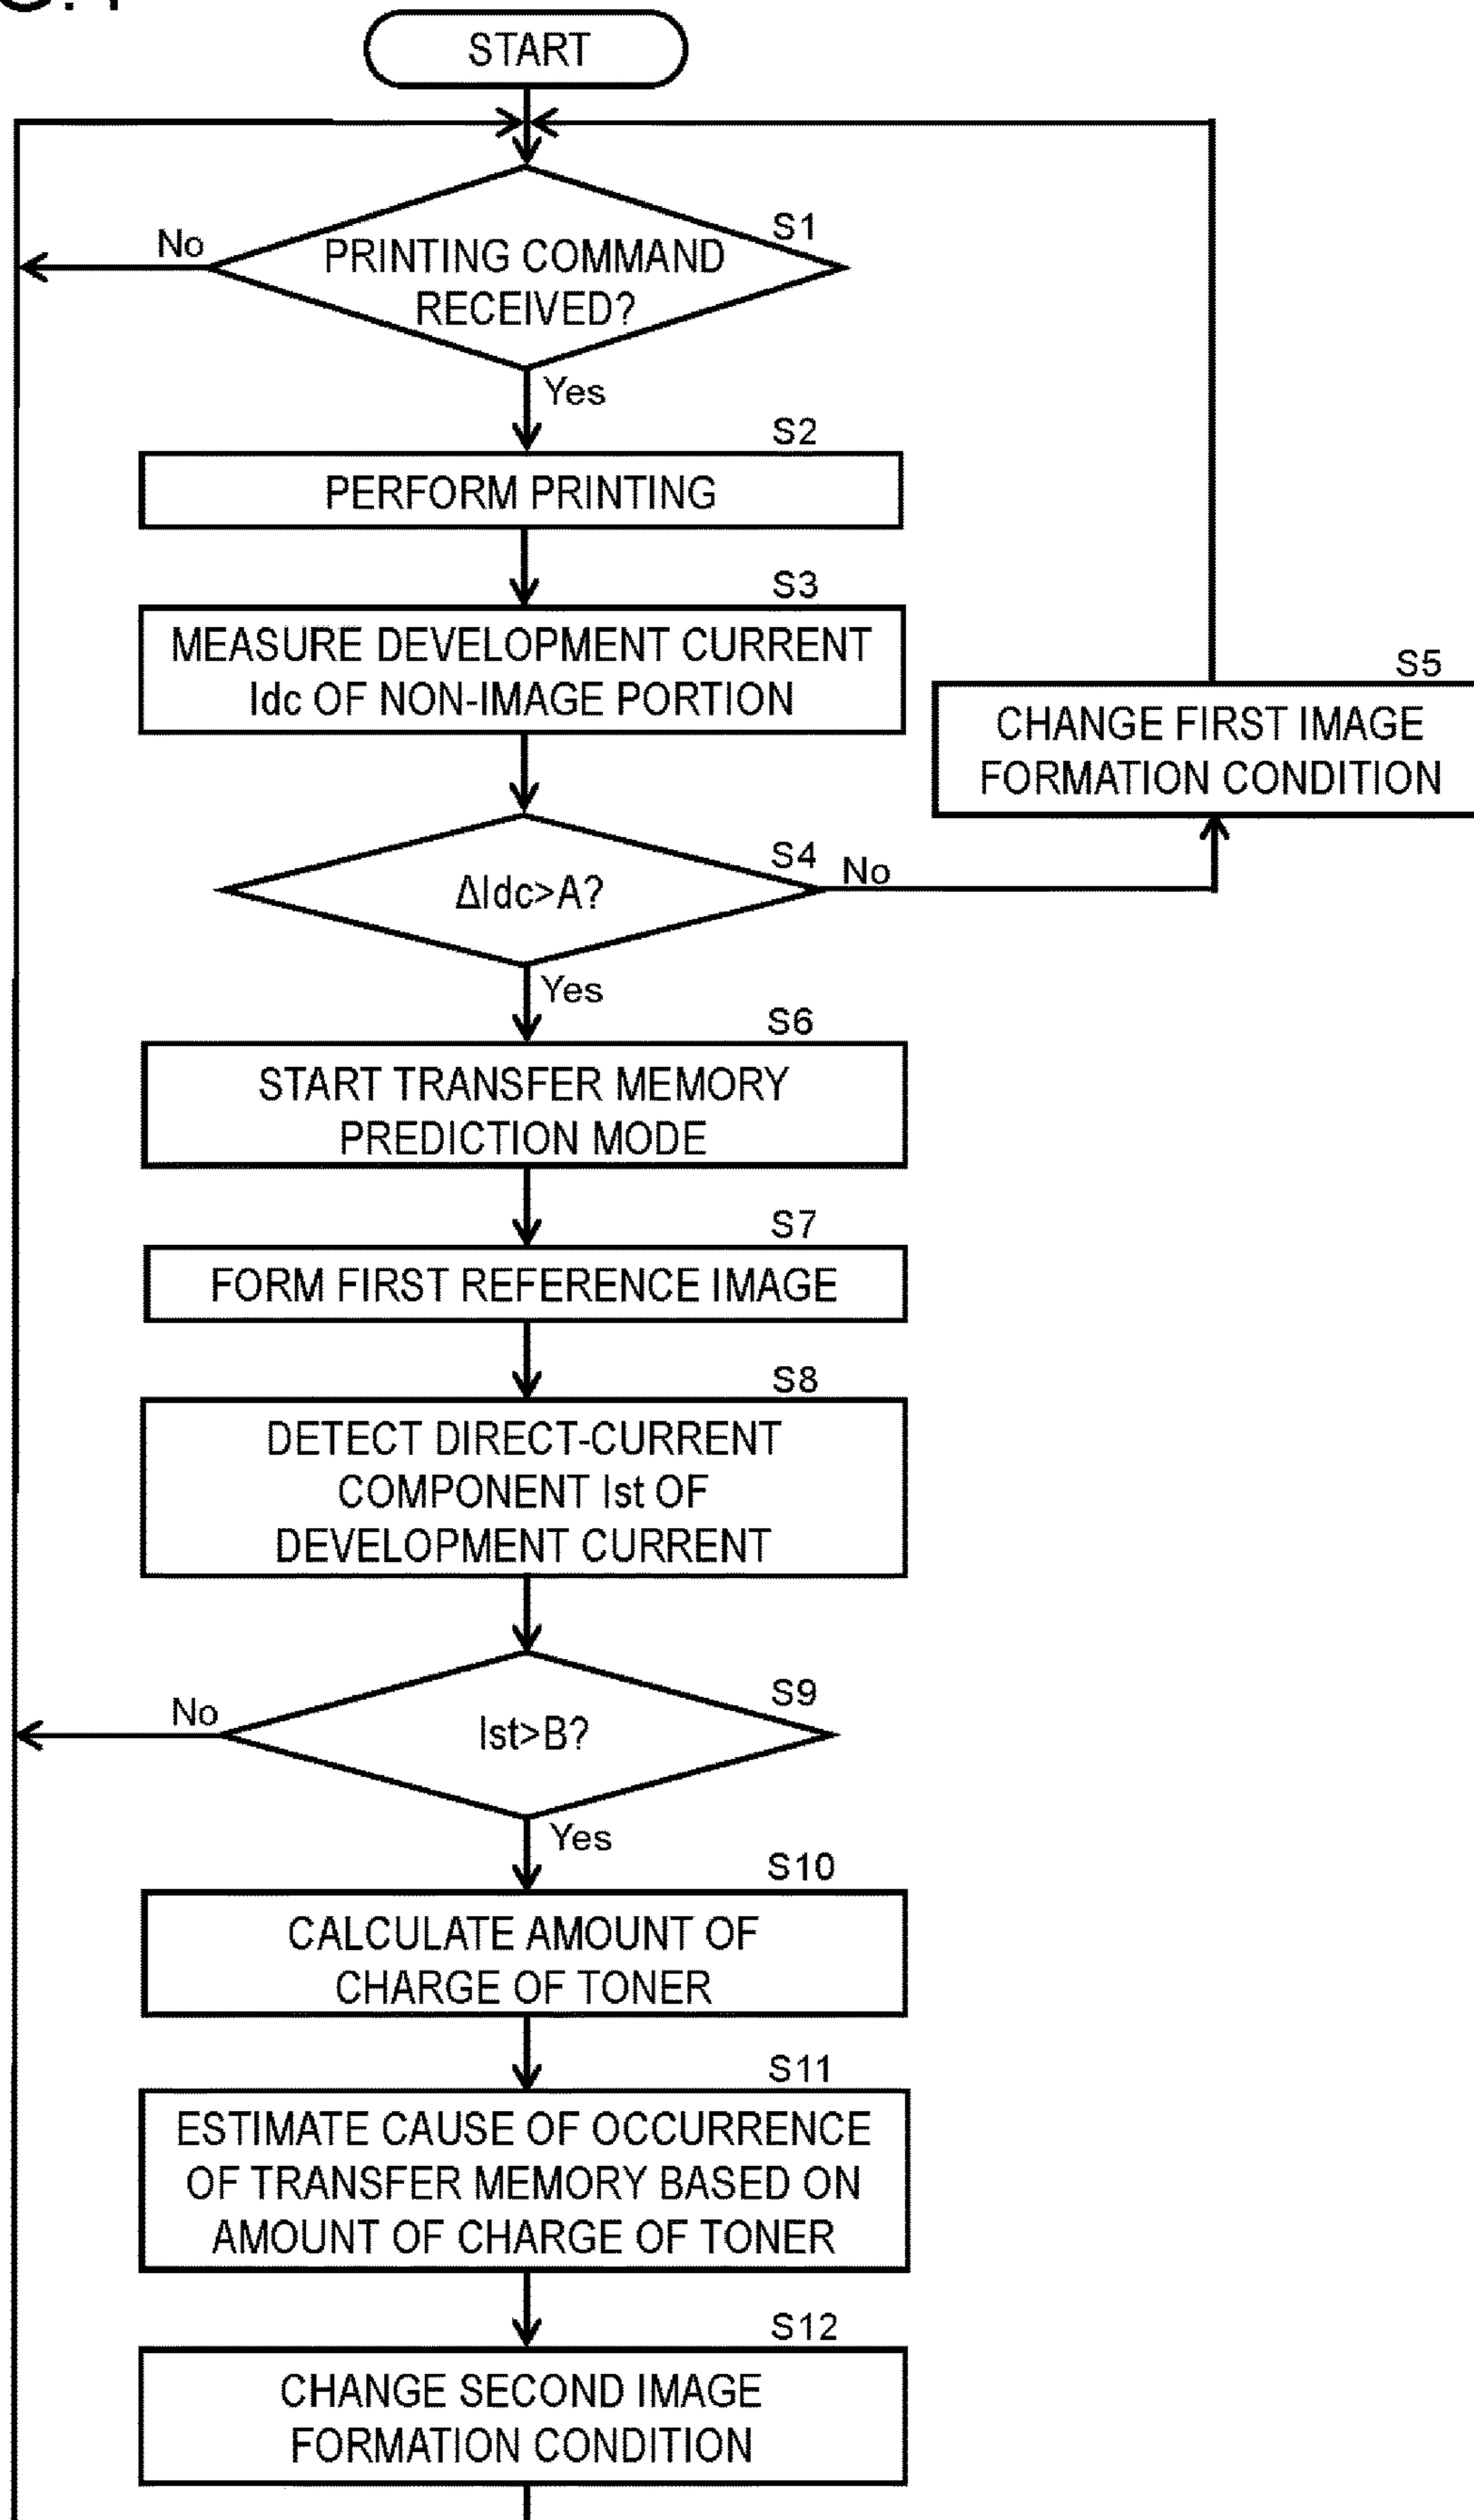 START
S1
No
PRINTING COMMAND
RECEIVED?
Yes
S2
PERFORM PRINTING
S3
MEASURE DEVELOPMENT CURRENT
Idc OF NON-IMAGE PORTION
S5
CHANGE FIRST IMAGE
FORMATION CONDITION
S4
No
ΔIdc>A?
Yes
S6
START TRANSFER MEMORY
PREDICTION MODE
S7
FORM FIRST REFERENCE IMAGE
S8
DETECT DIRECT-CURRENT
COMPONENT Ist OF
DEVELOPMENT CURRENT
S9
No
Ist>B?
Yes
S10
CALCULATE AMOUNT OF
CHARGE OF TONER
S11
ESTIMATE CAUSE OF OCCURRENCE
OF TRANSFER MEMORY BASED ON
AMOUNT OF CHARGE OF TONER
S12
CHANGE SECOND IMAGE
FORMATION CONDITION